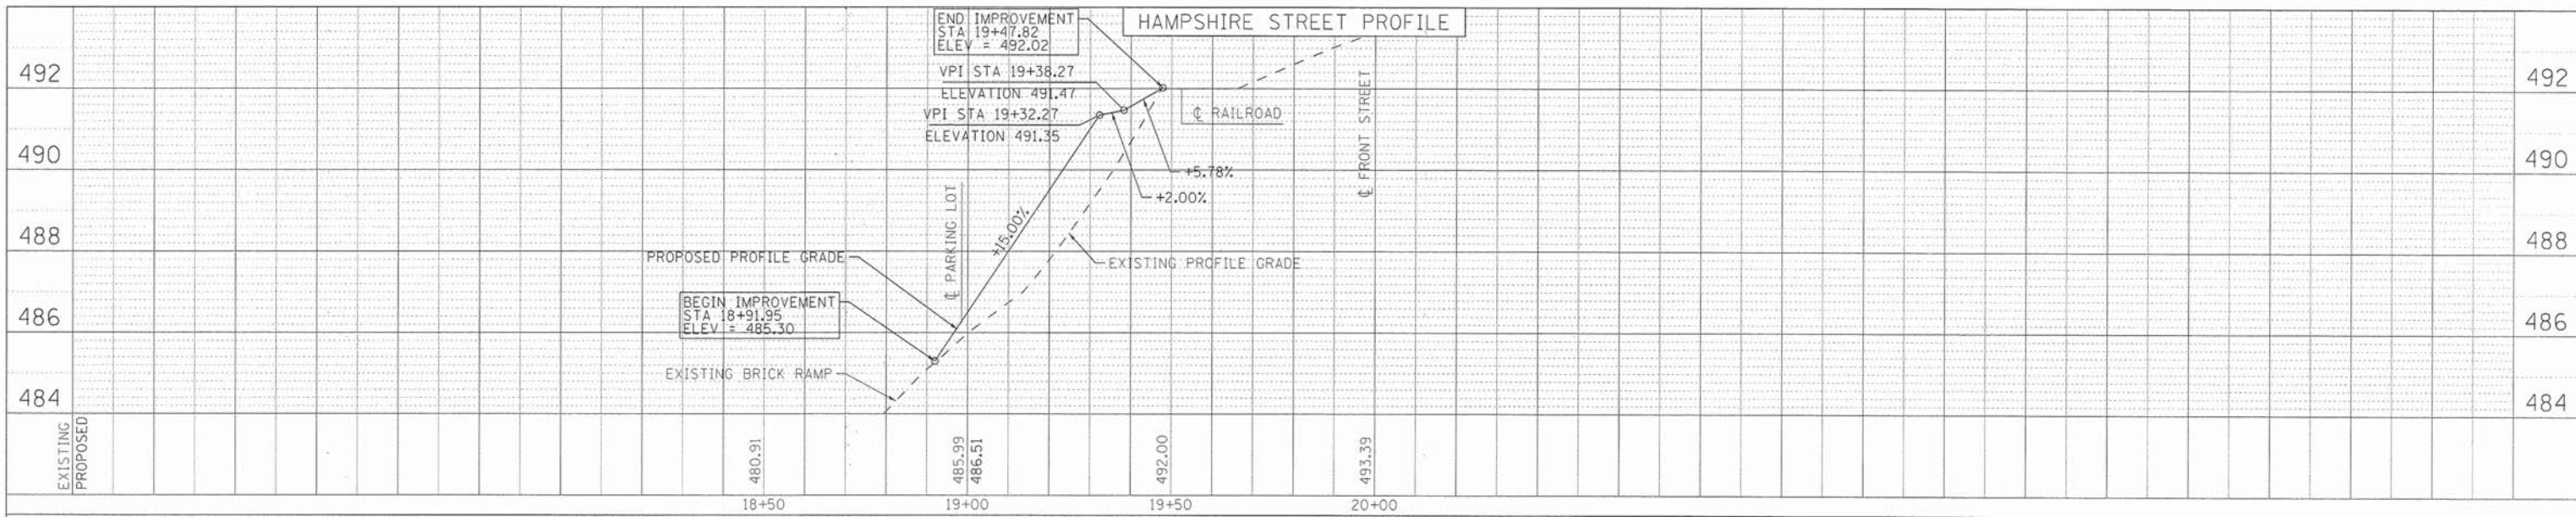 HAMPSHIRE STREET PROFILE
END IMPROVEMENT
STA 19+47.82
ELEV = 492.02
VPI STA 19+38.27
ELEVATION 491.47
VPI STA 19+32.27
ELEVATION 491.35
℄ RAILROAD
℄ FRONT STREET
+5.78%
+2.00%
+15.00%
℄ PARKING LOT
PROPOSED PROFILE GRADE
EXISTING PROFILE GRADE
BEGIN IMPROVEMENT
STA 18+91.95
ELEV = 485.30
EXISTING BRICK RAMP
492
490
488
486
484
492
490
488
486
484
EXISTING
PROPOSED
480.91
485.99
486.51
492.00
493.39
18+50
19+00
19+50
20+00